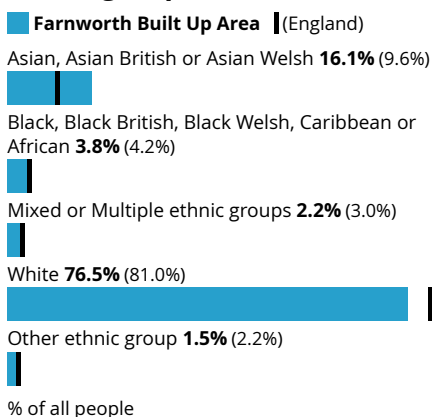 Farnworth Built Up Area (England)
Asian, Asian British or Asian Welsh 16.1% (9.6%)
Black, Black British, Black Welsh, Caribbean or
African 3.8% (4.2%)
Mixed or Multiple ethnic groups 2.2% (3.0%)
White 76.5% (81.0%)
Other ethnic group 1.5% (2.2%)
% of all people